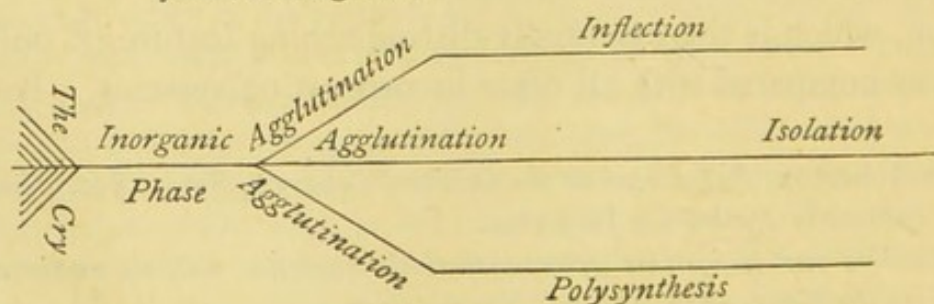 Inflection
Agglutination
The
Inorganic
Agglutination
Isolation
Phase
Agglutination
Cry
Polysynthesis